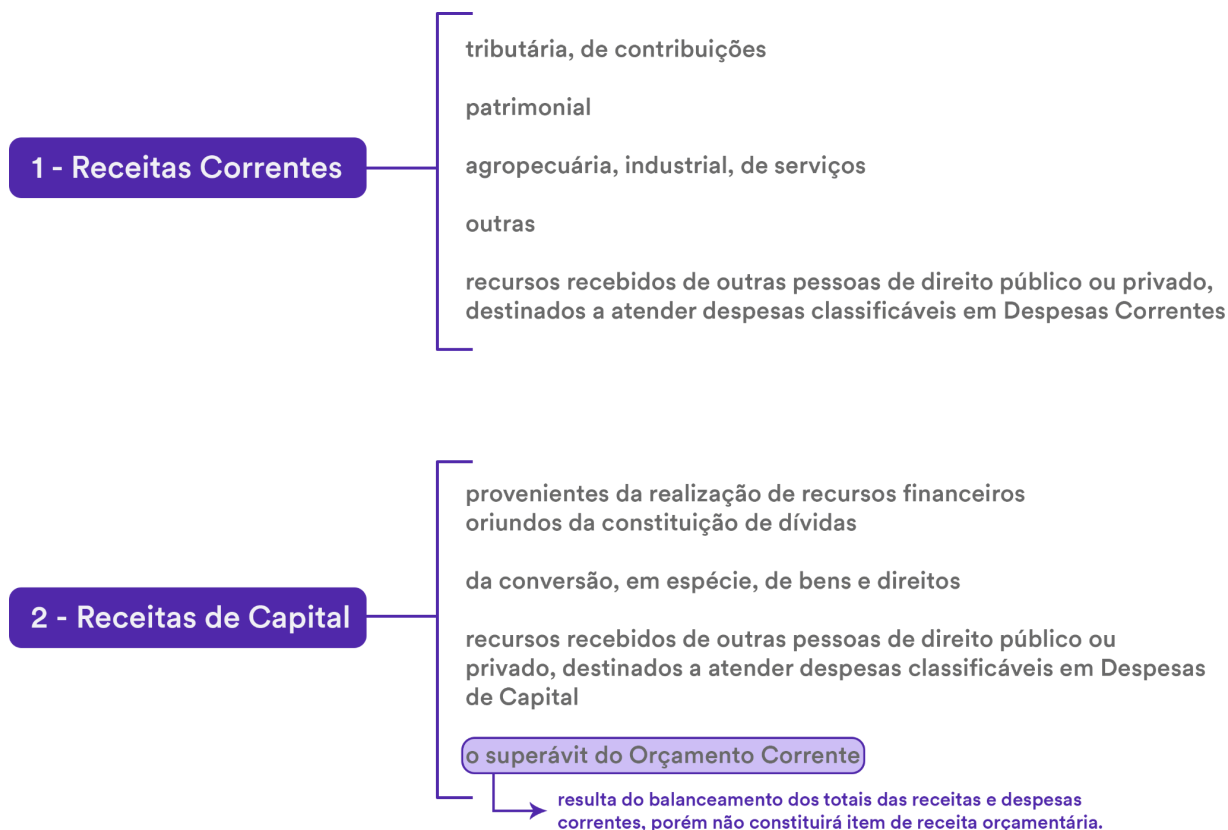 1 - Receitas Correntes
tributária, de contribuições
patrimonial
agropecuária, industrial, de serviços
outras
recursos recebidos de outras pessoas de direito público ou privado,
destinados a atender despesas classificáveis em Despesas Correntes
2 - Receitas de Capital
provenientes da realização de recursos financeiros
oriundos da constituição de dívidas
da conversão, em espécie, de bens e direitos
recursos recebidos de outras pessoas de direito público ou
privado, destinados a atender despesas classificáveis em Despesas
de Capital
o superávit do Orçamento Corrente
resulta do balanceamento dos totais das receitas e despesas
correntes, porém não constituirá item de receita orçamentária.